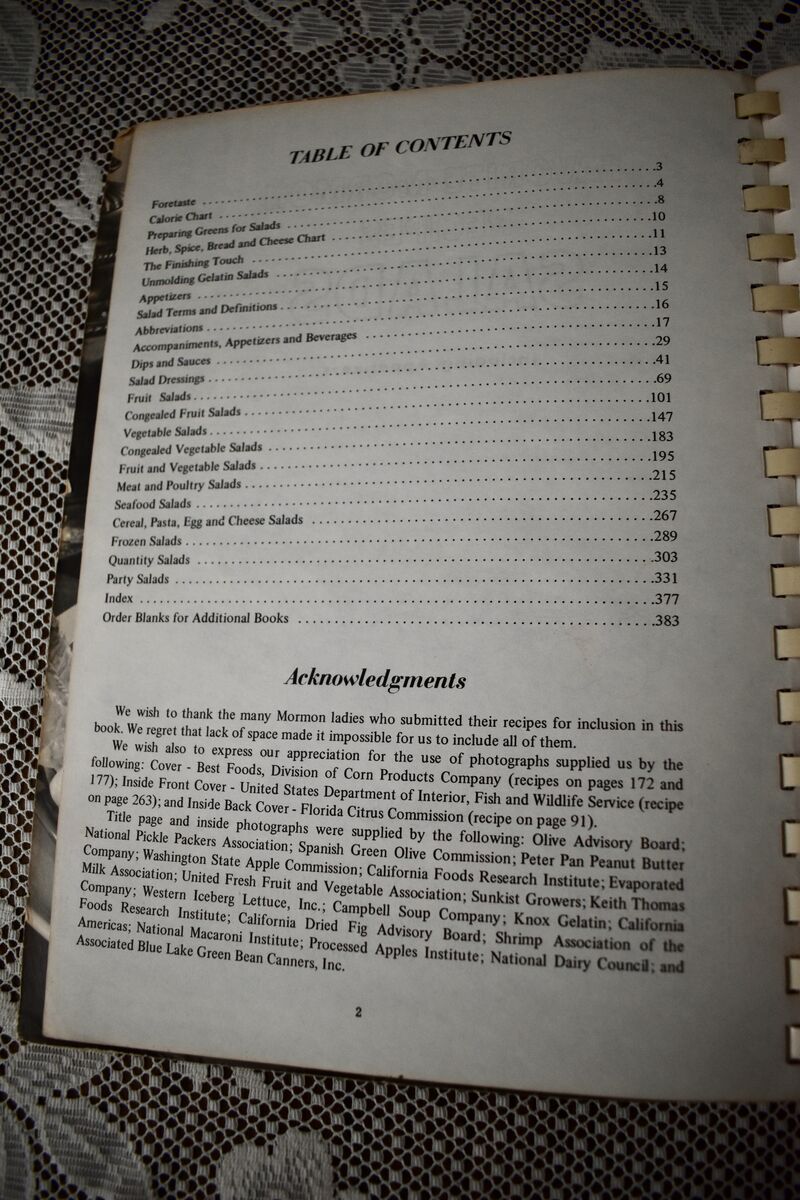 TABLE OF CONTENTS
Foretaste ........ 3
Calorie Chart ........ 4
Preparing Greens for Salads ........ 8
Herb, Spice, Bread and Cheese Chart ........ 10
The Finishing Touch ........ 11
Unmolding Gelatin Salads ........ 13
Appetizers ........ 14
Salad Terms and Definitions ........ 15
Abbreviations ........ 16
Accompaniments, Appetizers and Beverages ........ 17
Dips and Sauces ........ 29
Salad Dressings ........ 41
Fruit Salads ........ 69
Congealed Fruit Salads ........ 101
Vegetable Salads ........ 147
Congealed Vegetable Salads ........ 183
Fruit and Vegetable Salads ........ 195
Meat and Poultry Salads ........ 215
Seafood Salads ........ 235
Cereal, Pasta, Egg and Cheese Salads ........ 267
Frozen Salads ........ 289
Quantity Salads ........ 303
Party Salads ........ 331
Index ........ 377
Order Blanks for Additional Books ........ 383
Acknowledgments
We wish to thank the many Mormon ladies who submitted their recipes for inclusion in this
book. We regret that lack of space made it impossible for us to include all of them.
We wish also to express our appreciation for the use of photographs supplied us by the
following: Cover - Best Foods, Division of Corn Products Company (recipes on pages 172 and
177); Inside Front Cover - United States Department of Interior, Fish and Wildlife Service (recipe
on page 263); and Inside Back Cover - Florida Citrus Commission (recipe on page 91).
Title page and inside photographs were supplied by the following: Olive Advisory Board;
National Pickle Packers Association; Spanish Green Olive Commission; Peter Pan Peanut Butter
Company; Washington State Apple Commission; California Foods Research Institute; Evaporated
Milk Association; United Fresh Fruit and Vegetable Association; Sunkist Growers; Keith Thomas
Company; Western Iceberg Lettuce, Inc.; Campbell Soup Company; Knox Gelatin; California
Foods Research Institute; California Dried Fig Advisory Board; Shrimp Association of the
Americas; National Macaroni Institute; Processed Apples Institute; National Dairy Council; and
Associated Blue Lake Green Bean Canners, Inc.
2